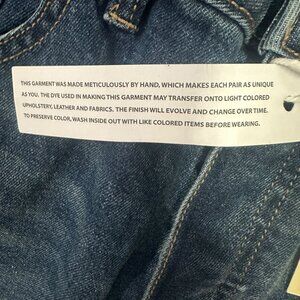 THIS GARMENT WAS MADE METICULOUSLY BY HAND, WHICH MAKES EACH PAIR AS UNIQUE
AS YOU. THE DYE USED IN MAKING THIS GARMENT MAY TRANSFER ONTO LIGHT COLORED
UPHOLSTERY, LEATHER AND FABRICS. THE FINISH WILL EVOLVE AND CHANGE OVER TIME.
TO PRESERVE COLOR, WASH INSIDE OUT WITH LIKE COLORED ITEMS BEFORE WEARING.